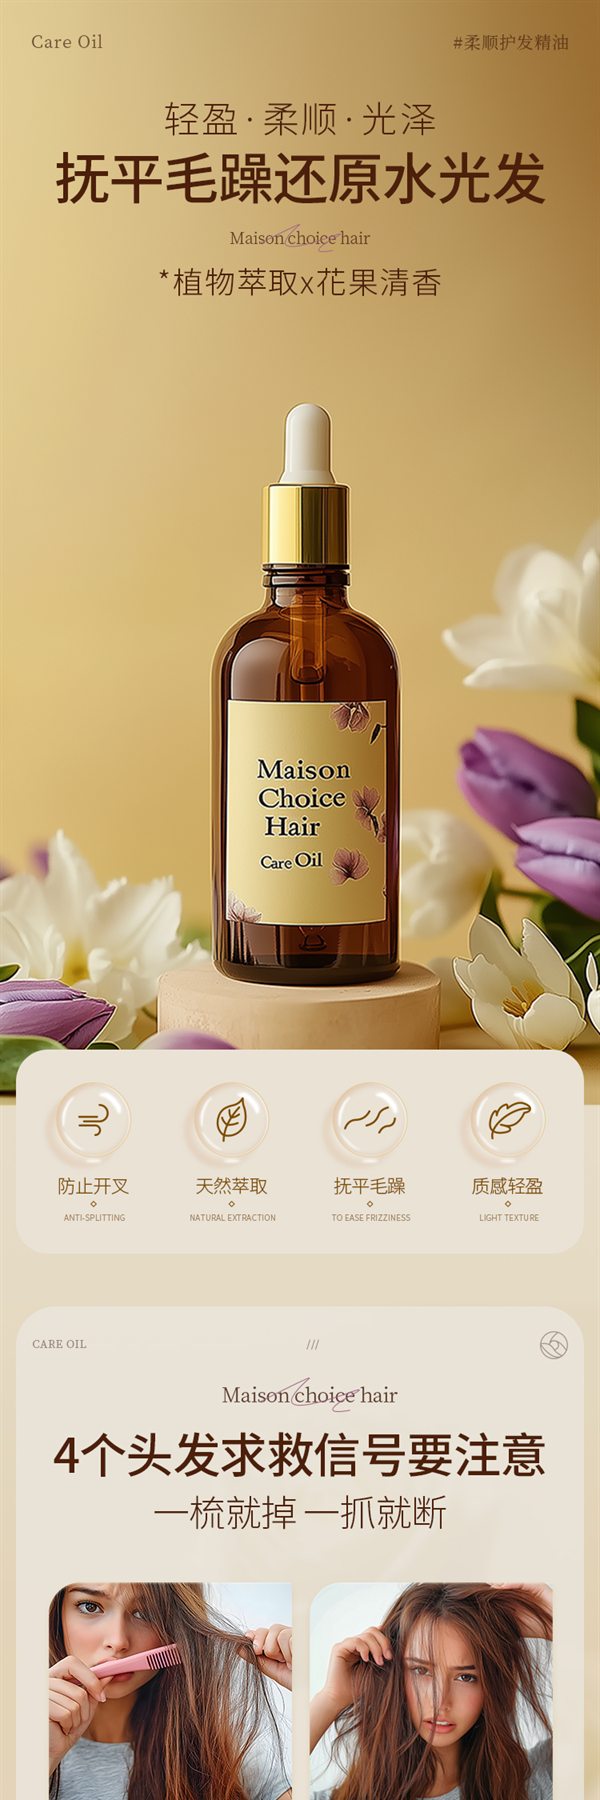 Care Oil
#柔顺护发精油
轻盈·柔顺·光泽
抚平毛躁还原水光发
Maison choice hair
*植物萃取x花果清香
Maison
Choice
Hair
Care Oil
防止开叉
ANTI-SPLITTING
天然萃取
NATURAL EXTRACTION
抚平毛躁
TO EASE FRIZZINESS
质感轻盈
LIGHT TEXTURE
CARE OIL
///
Maison choice hair
4个头发求救信号要注意
一梳就掉 一抓就断